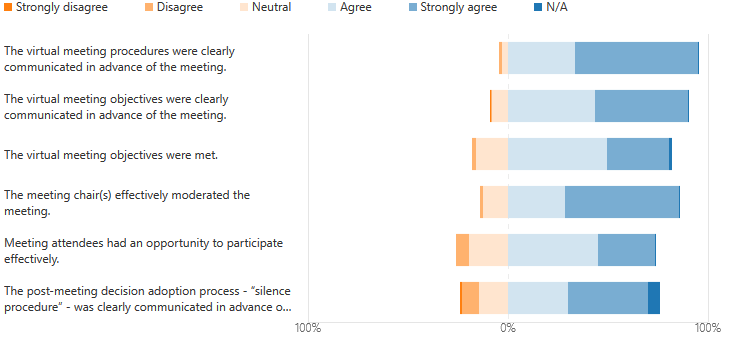 Strongly disagree Disagree Neutral Agree Strongly agree N/A
The virtual meeting procedures were clearly
communicated in advance of the meeting.
The virtual meeting objectives were clearly
communicated in advance of the meeting.
The virtual meeting objectives were met.
The meeting chair(s) effectively moderated the
meeting.
Meeting attendees had an opportunity to participate
effectively.
The post-meeting decision adoption process - “silence
procedure” - was clearly communicated in advance o...
100% 0% 100%